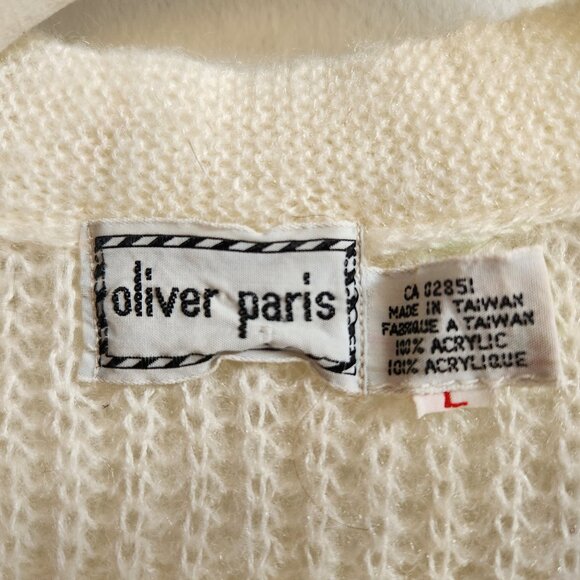 oliver paris
CA 02851
MADE IN TAIWAN
FABRIQUE A TAIWAN
100% ACRYLIC
100% ACRYLIQUE
L